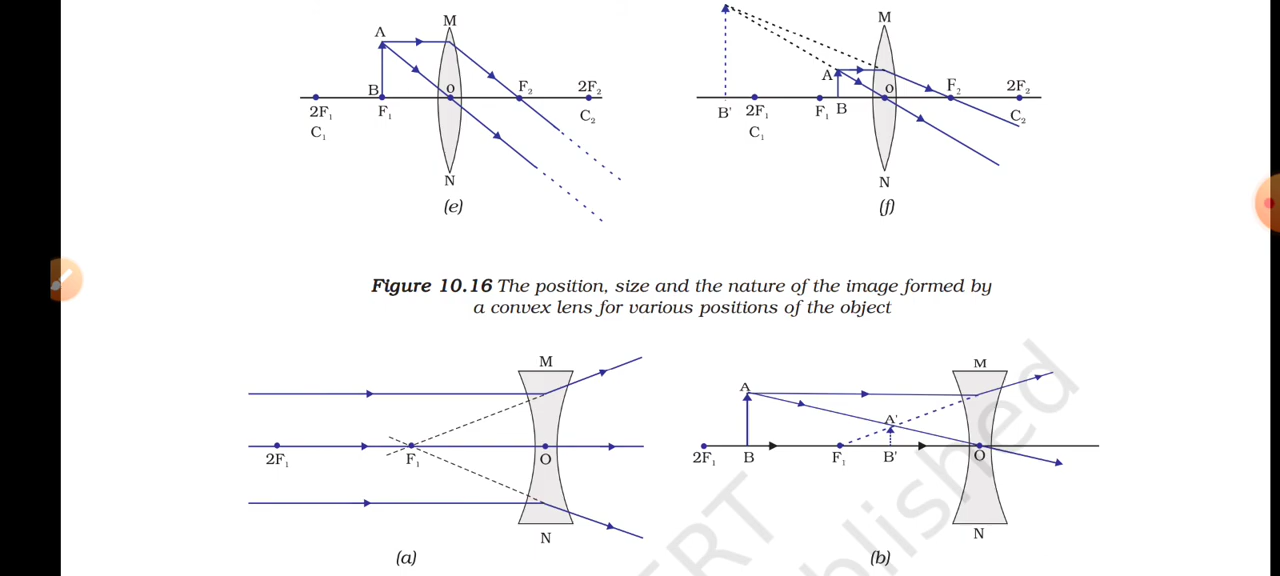 A
M
O
B
F₂
2F₂
2F₁
F₁
C₁
C₂
N
(e)
M
A
O
F₂
2F₂
B'
2F₁
F₁
B
C₁
C₂
N
(f)
Figure 10.16 The position, size and the nature of the image formed by
a convex lens for various positions of the object
M
2F₁
F₁
O
N
(a)
M
A
A'
2F₁
B
F₁
B'
O
N
(b)
blished